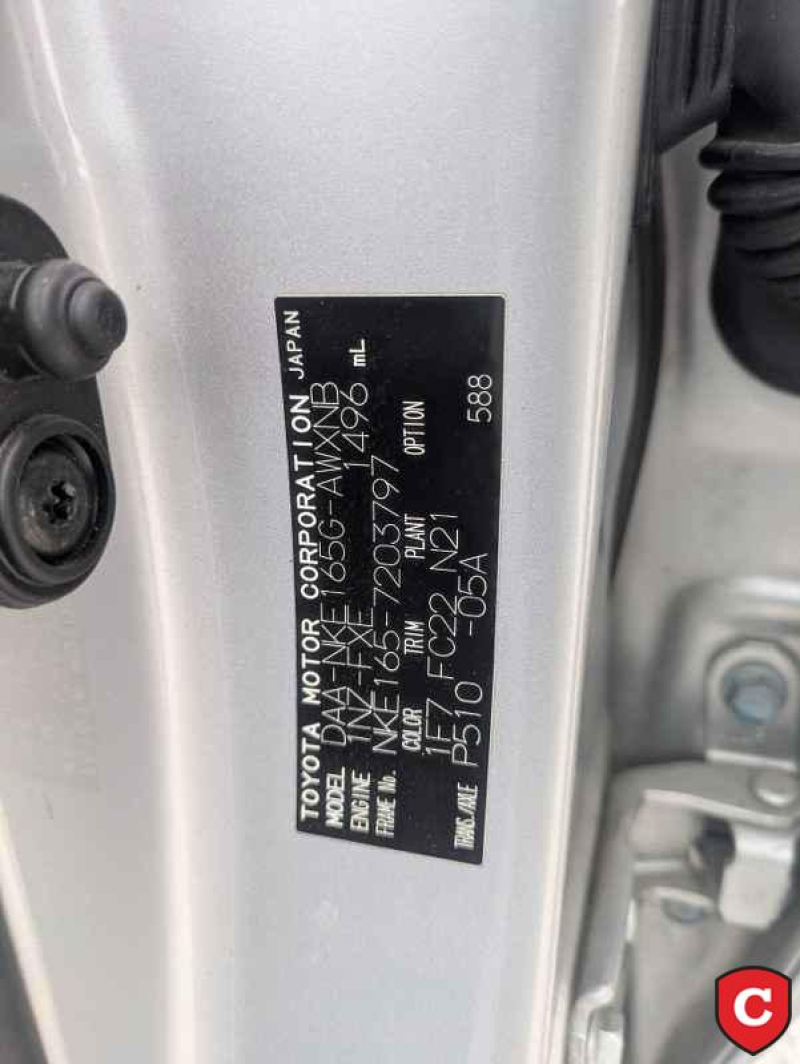 TOYOTA MOTOR CORPORATION JAPAN
MODEL DAA-NKE165G-AWXNB
ENGINE 1NZ-FXE 1496 mL
FRAME No. NKE165-7203797
COLOR TRIM PLANT OPTION
1F7 FC22 N21
TRANS./AXLE P510 -05A 588
C